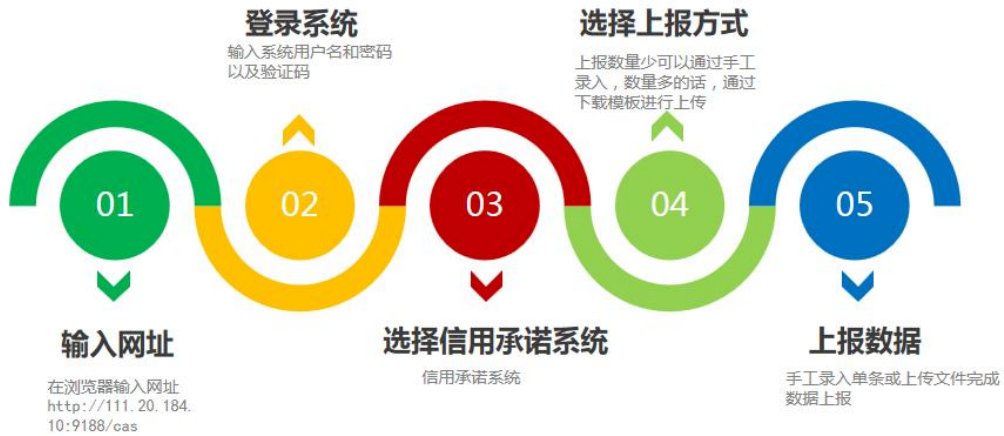 01
输入网址
在浏览器输入网址
http://111.20.184.
10:9188/cas
登录系统
输入系统用户名和密码
以及验证码
02
03
选择信用承诺系统
信用承诺系统
选择上报方式
上报数量少可以通过手工
录入，数量多的话，通过
下载模板进行上传
04
05
上报数据
手工录入单条或上传文件完成
数据上报